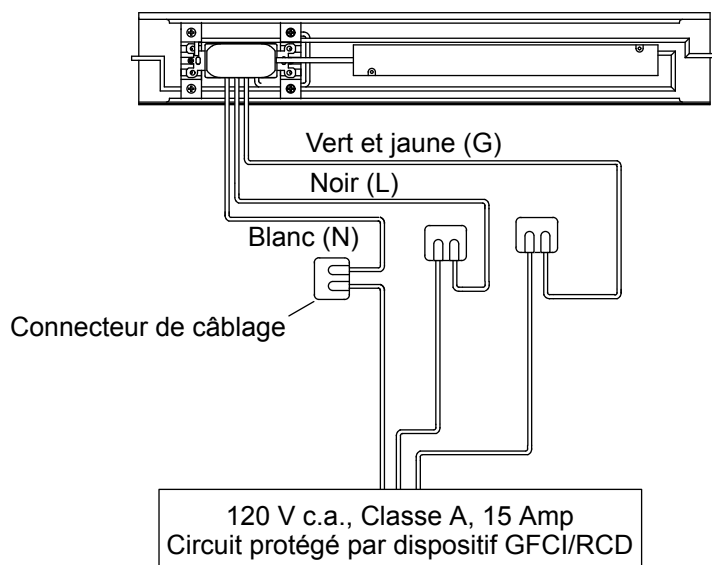 Vert et jaune (G)
Noir (L)
Blanc (N)
Connecteur de câblage
120 V c.a., Classe A, 15 Amp
Circuit protégé par dispositif GFCI/RCD